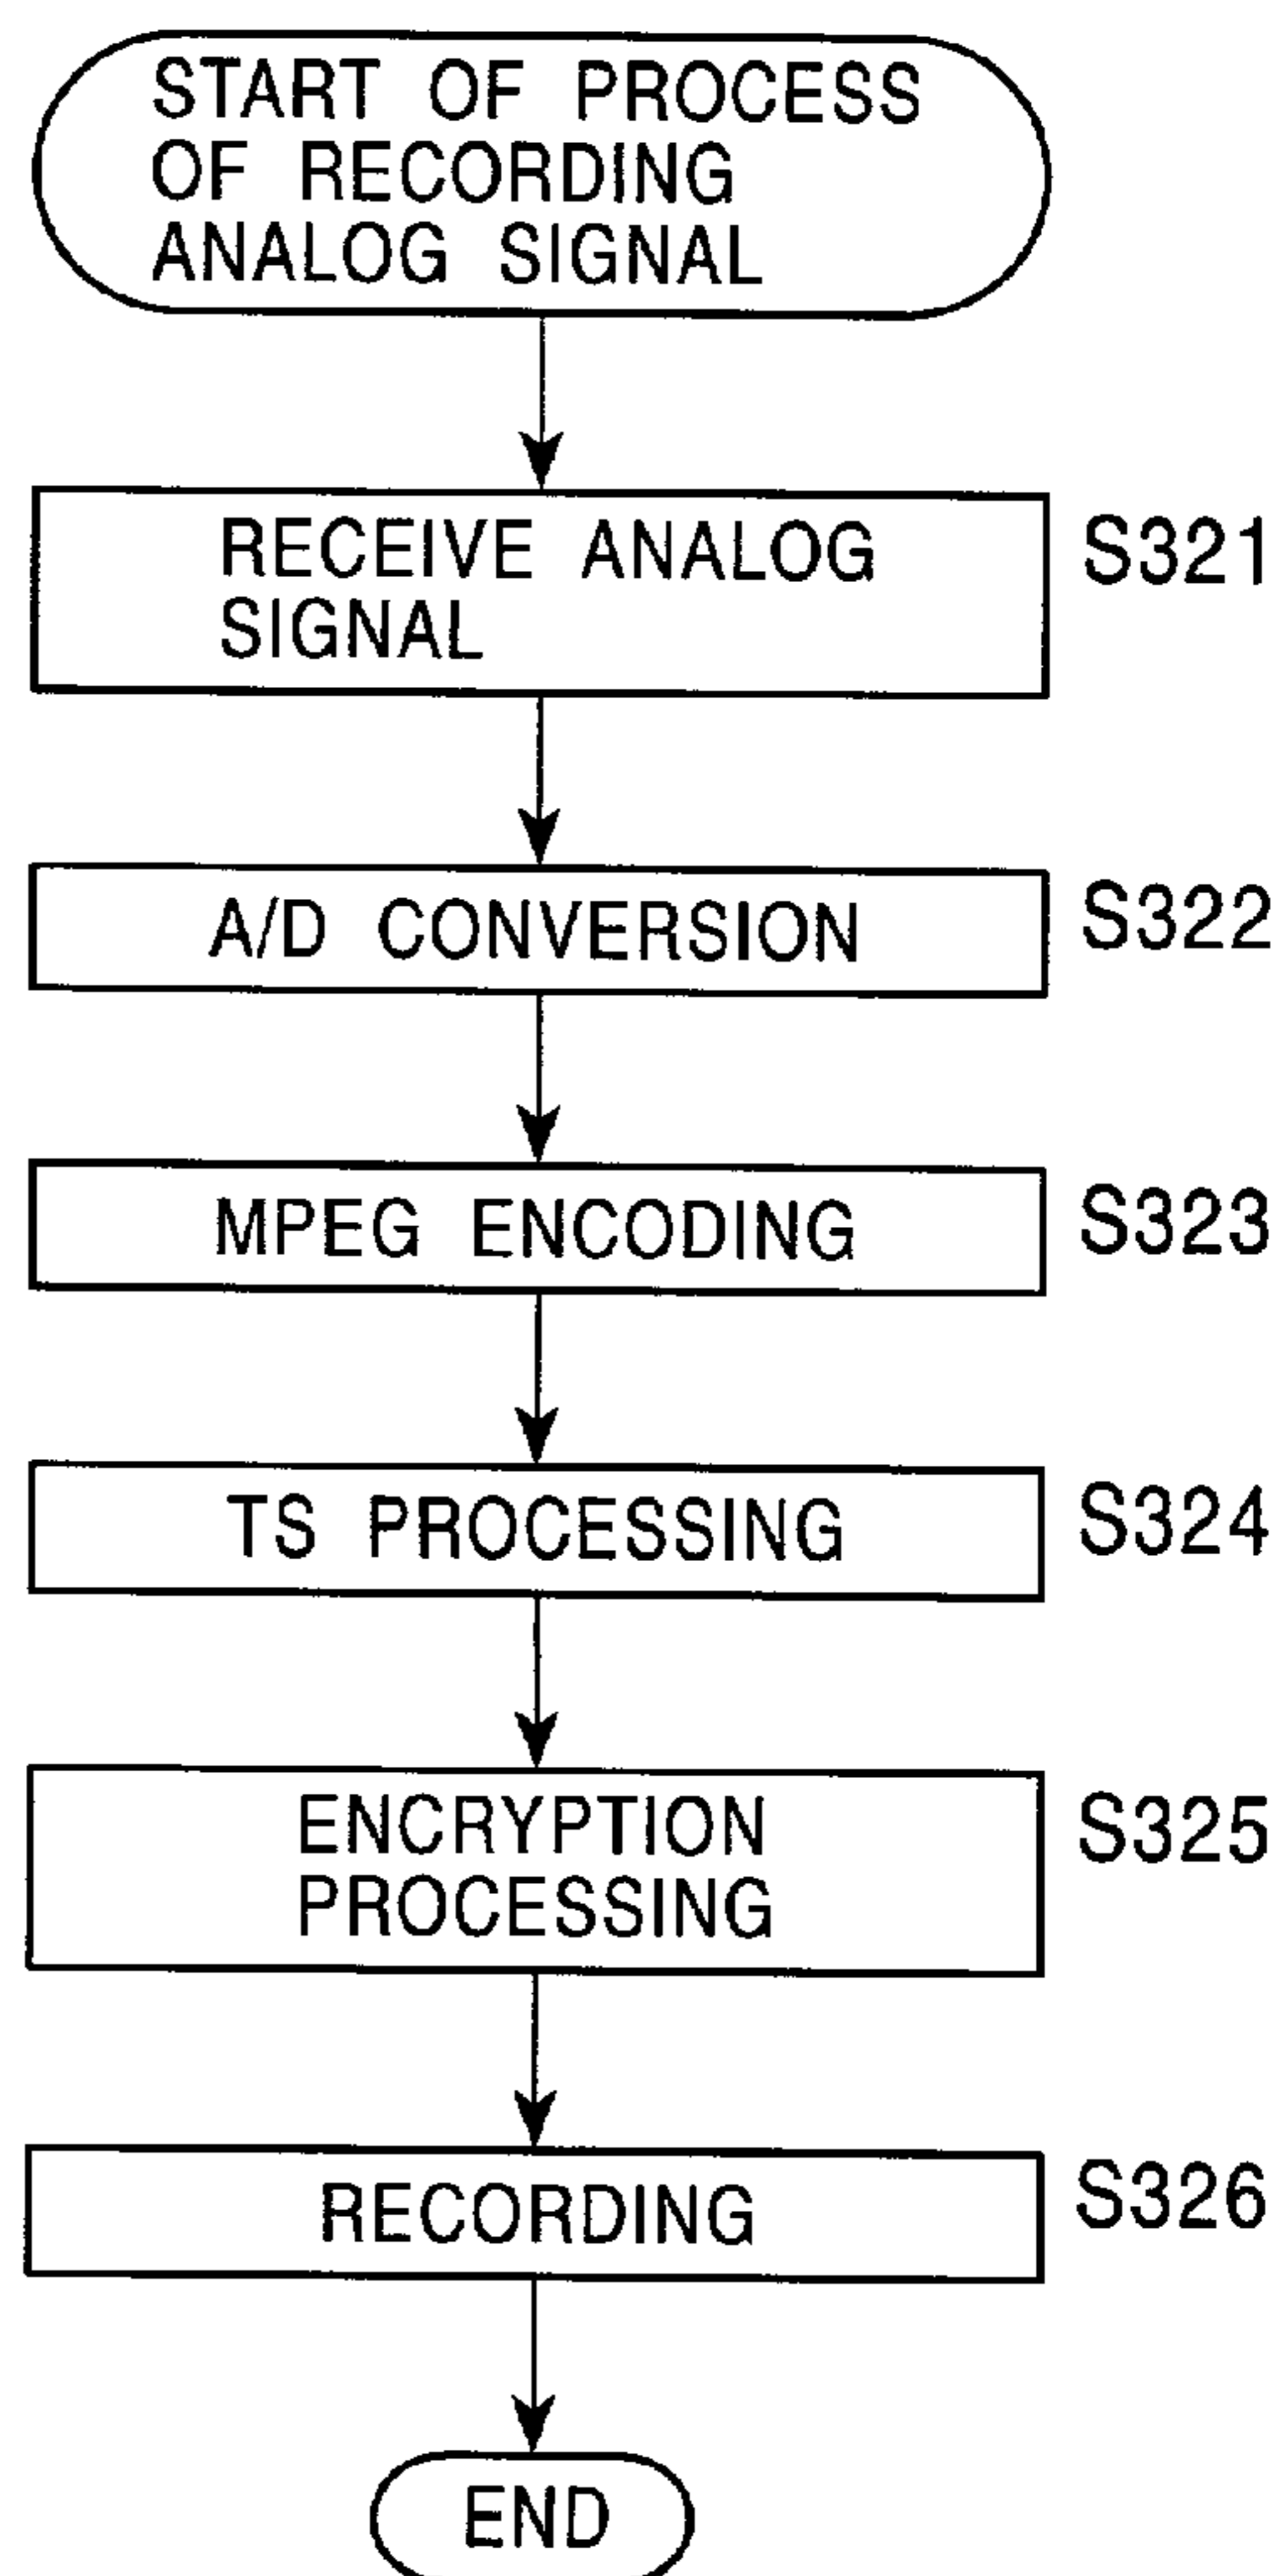 START OF PROCESS
OF RECORDING
ANALOG SIGNAL
RECEIVE ANALOG
SIGNAL
S321
A/D CONVERSION
S322
MPEG ENCODING
S323
TS PROCESSING
S324
ENCRYPTION
PROCESSING
S325
RECORDING
S326
END